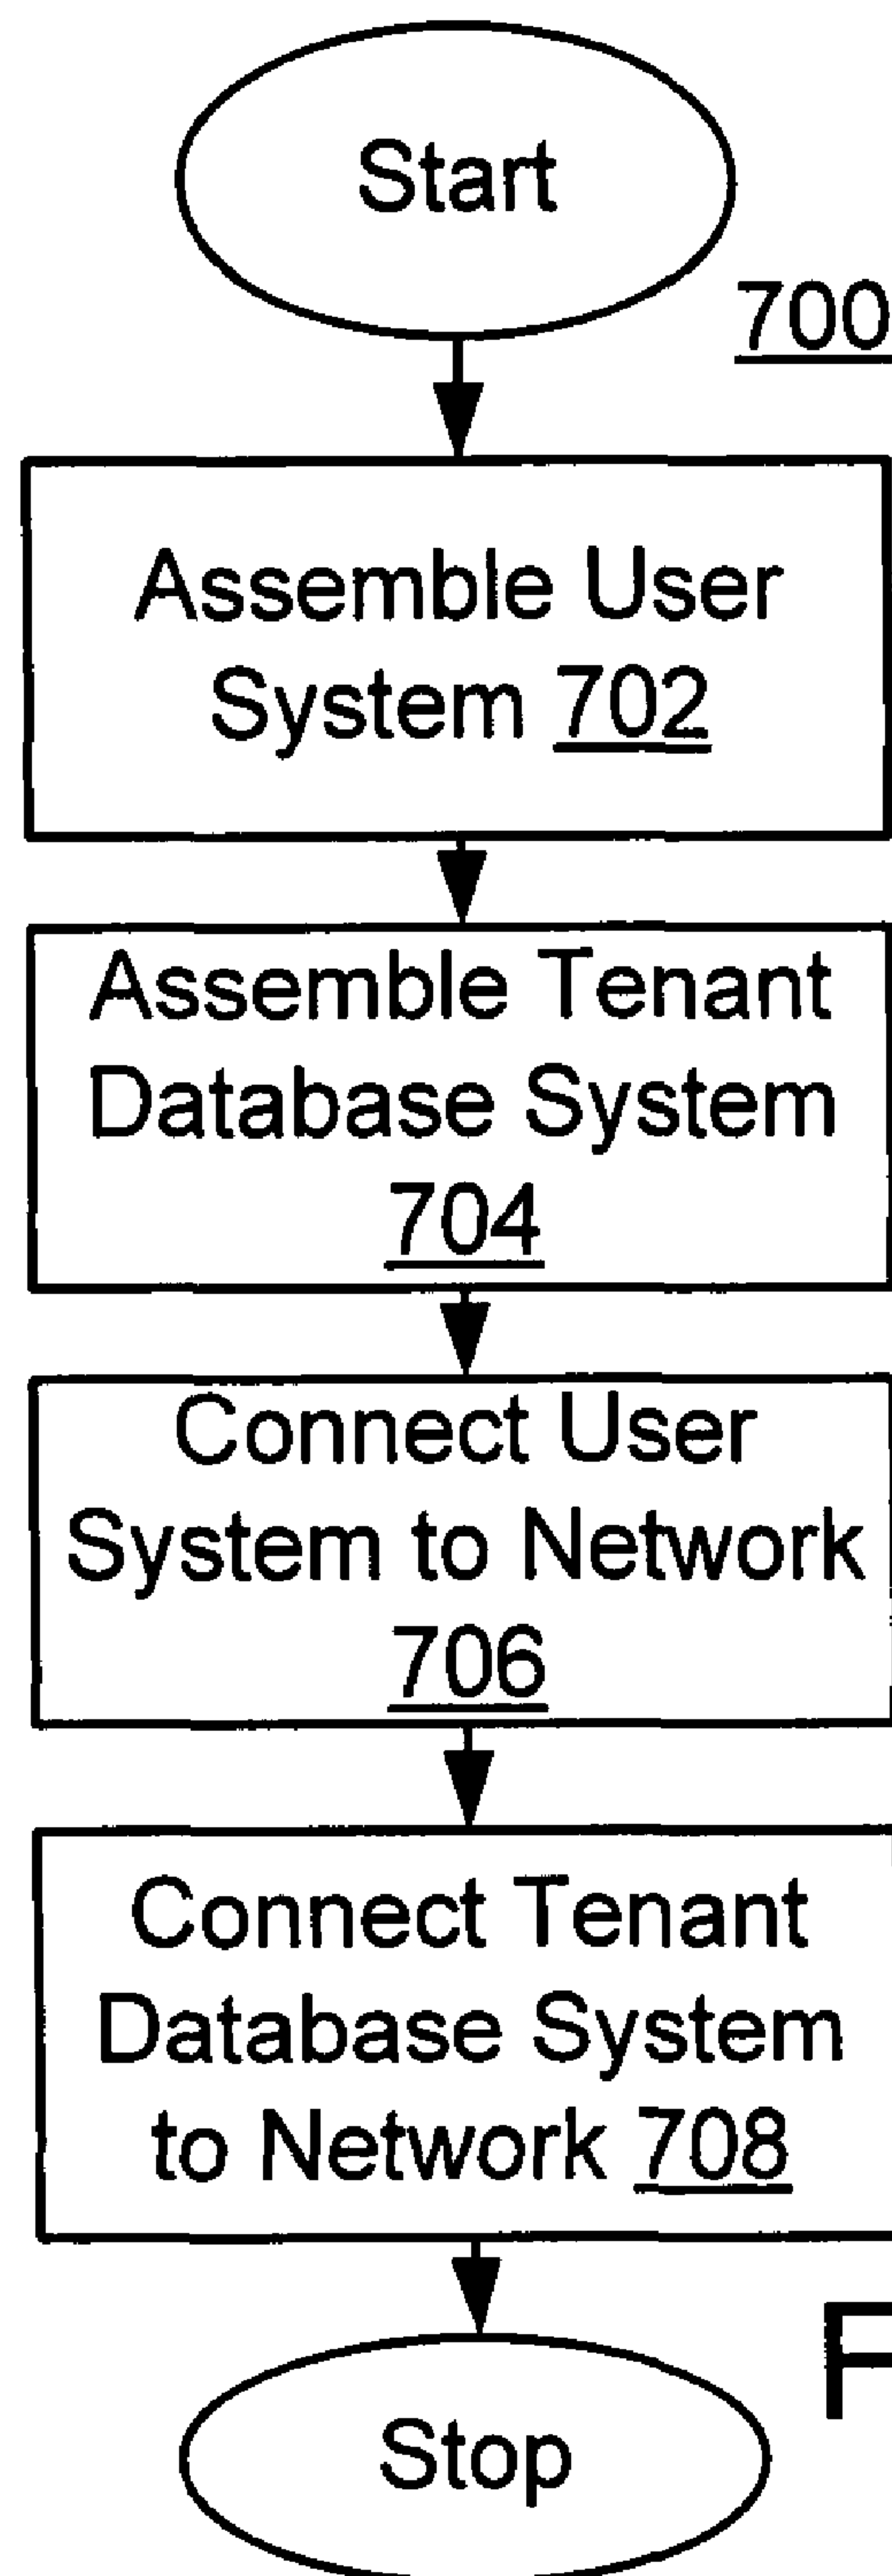 Start
700
Assemble User
System 702
Assemble Tenant
Database System
704
Connect User
System to Network
706
Connect Tenant
Database System
to Network 708
F
Stop